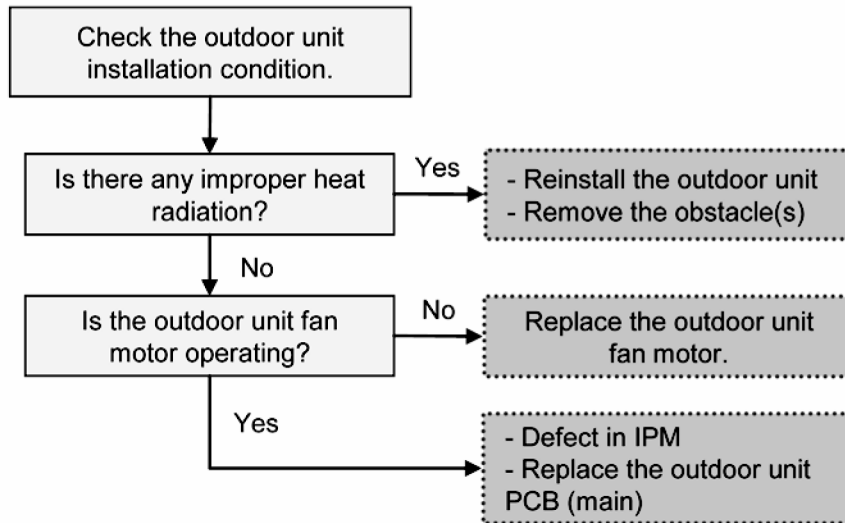 Check the outdoor unit
installation condition.
Is there any improper heat
radiation?
Yes
- Reinstall the outdoor unit
- Remove the obstacle(s)
No
Is the outdoor unit fan
motor operating?
No
Replace the outdoor unit
fan motor.
Yes
- Defect in IPM
- Replace the outdoor unit
PCB (main)